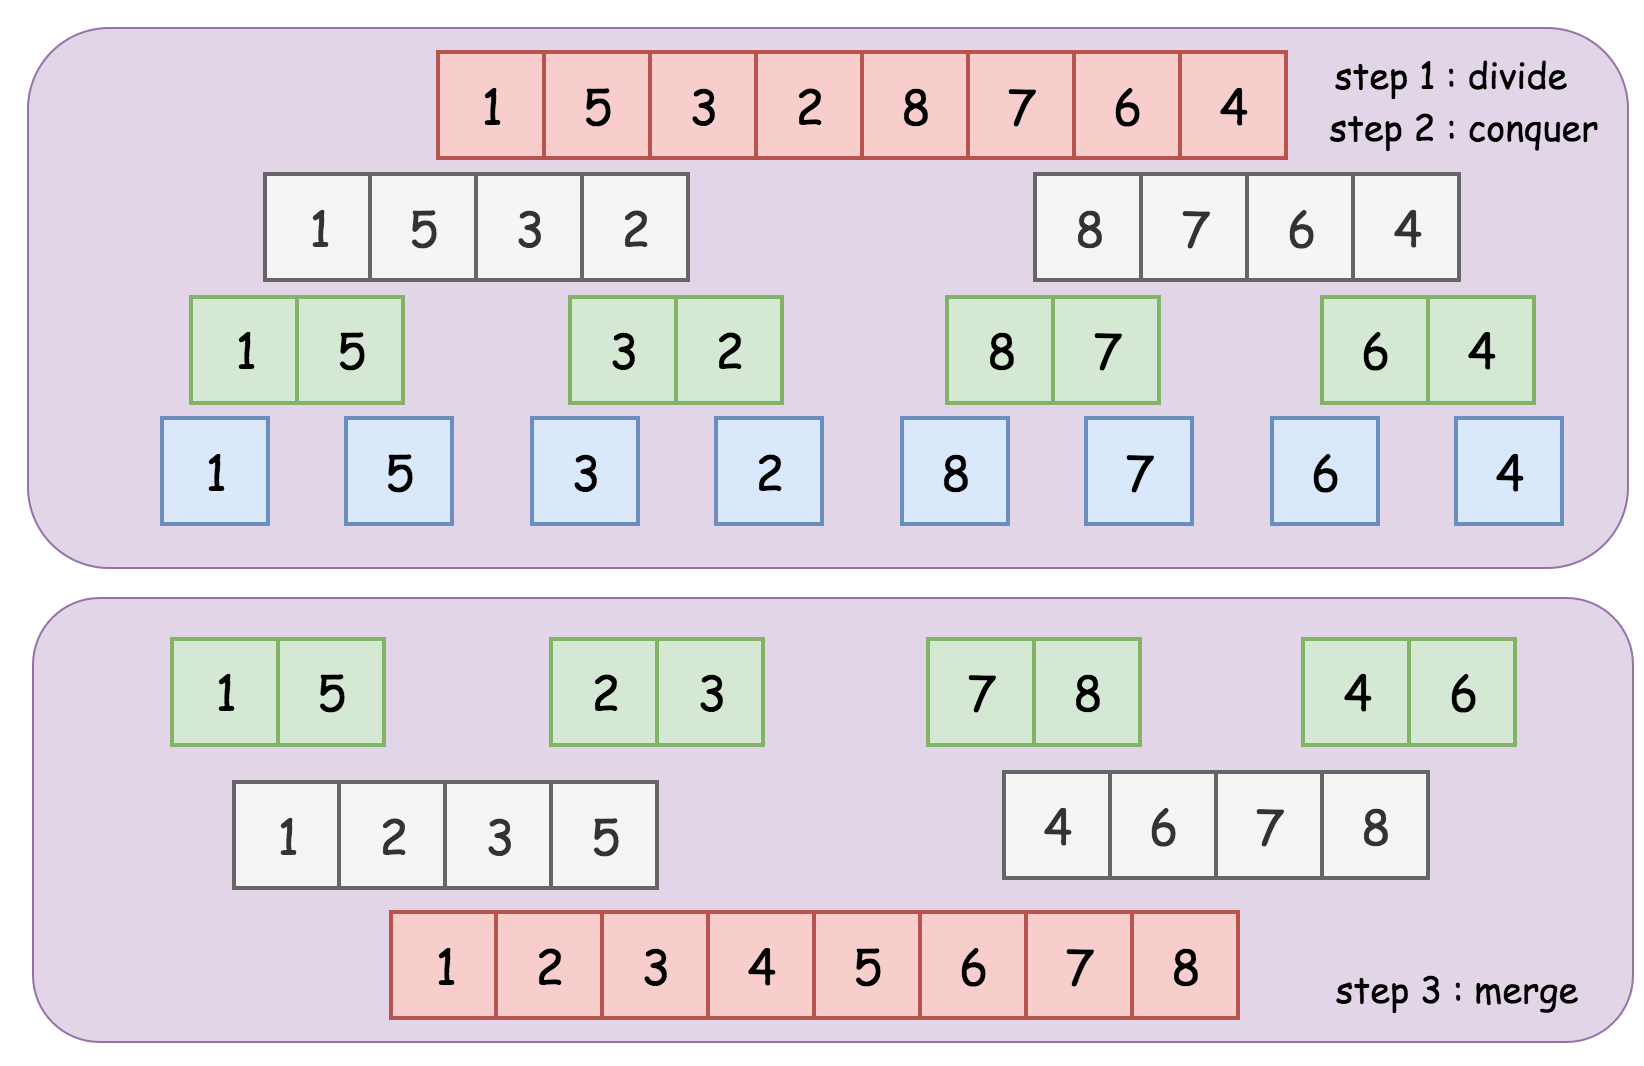 1 5 3 2 8 7 6 4
step 1 : divide
step 2 : conquer
1 5 3 2
8 7 6 4
1 5
3 2
8 7
6 4
1
5
3
2
8
7
6
4
1 5
2 3
7 8
4 6
1 2 3 5
4 6 7 8
1 2 3 4 5 6 7 8
step 3 : merge